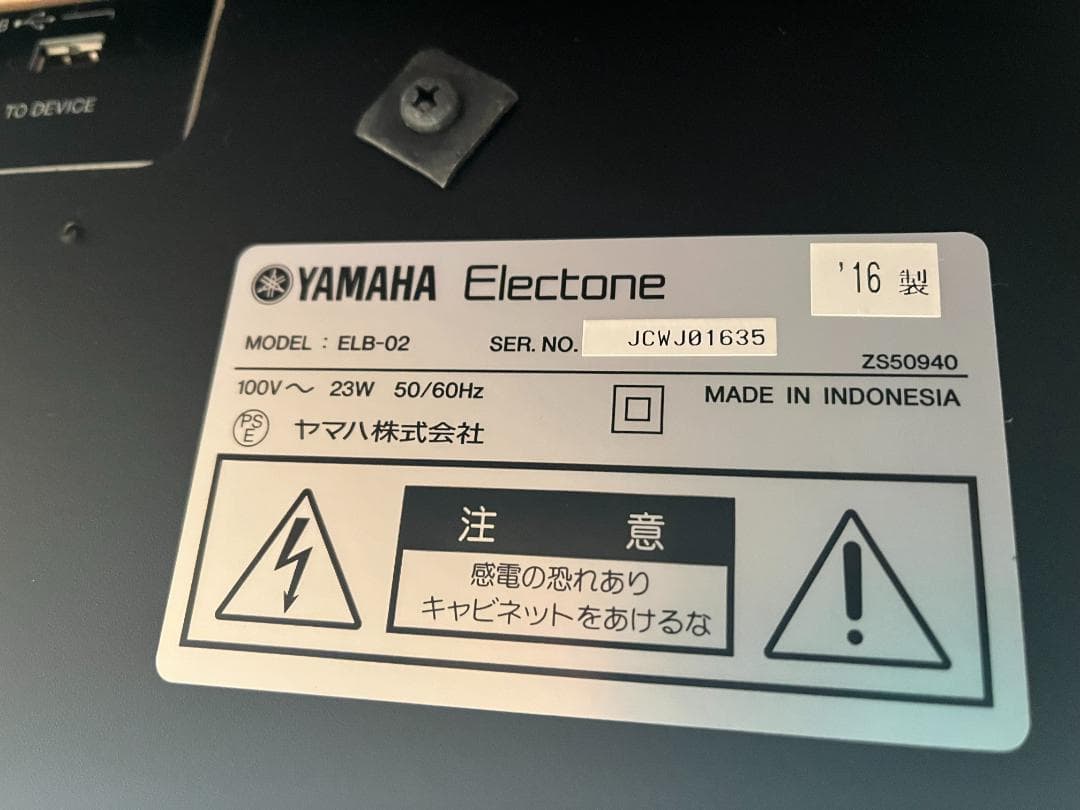 TO DEVICE
YAMAHA Electone '16 製
MODEL : ELB-02 SER. NO. JCWJ01635
ZS50940
100V～ 23W 50/60Hz MADE IN INDONESIA
PS
E
ヤマハ株式会社
注 意
感電の恐れあり
キャビネットをあけるな